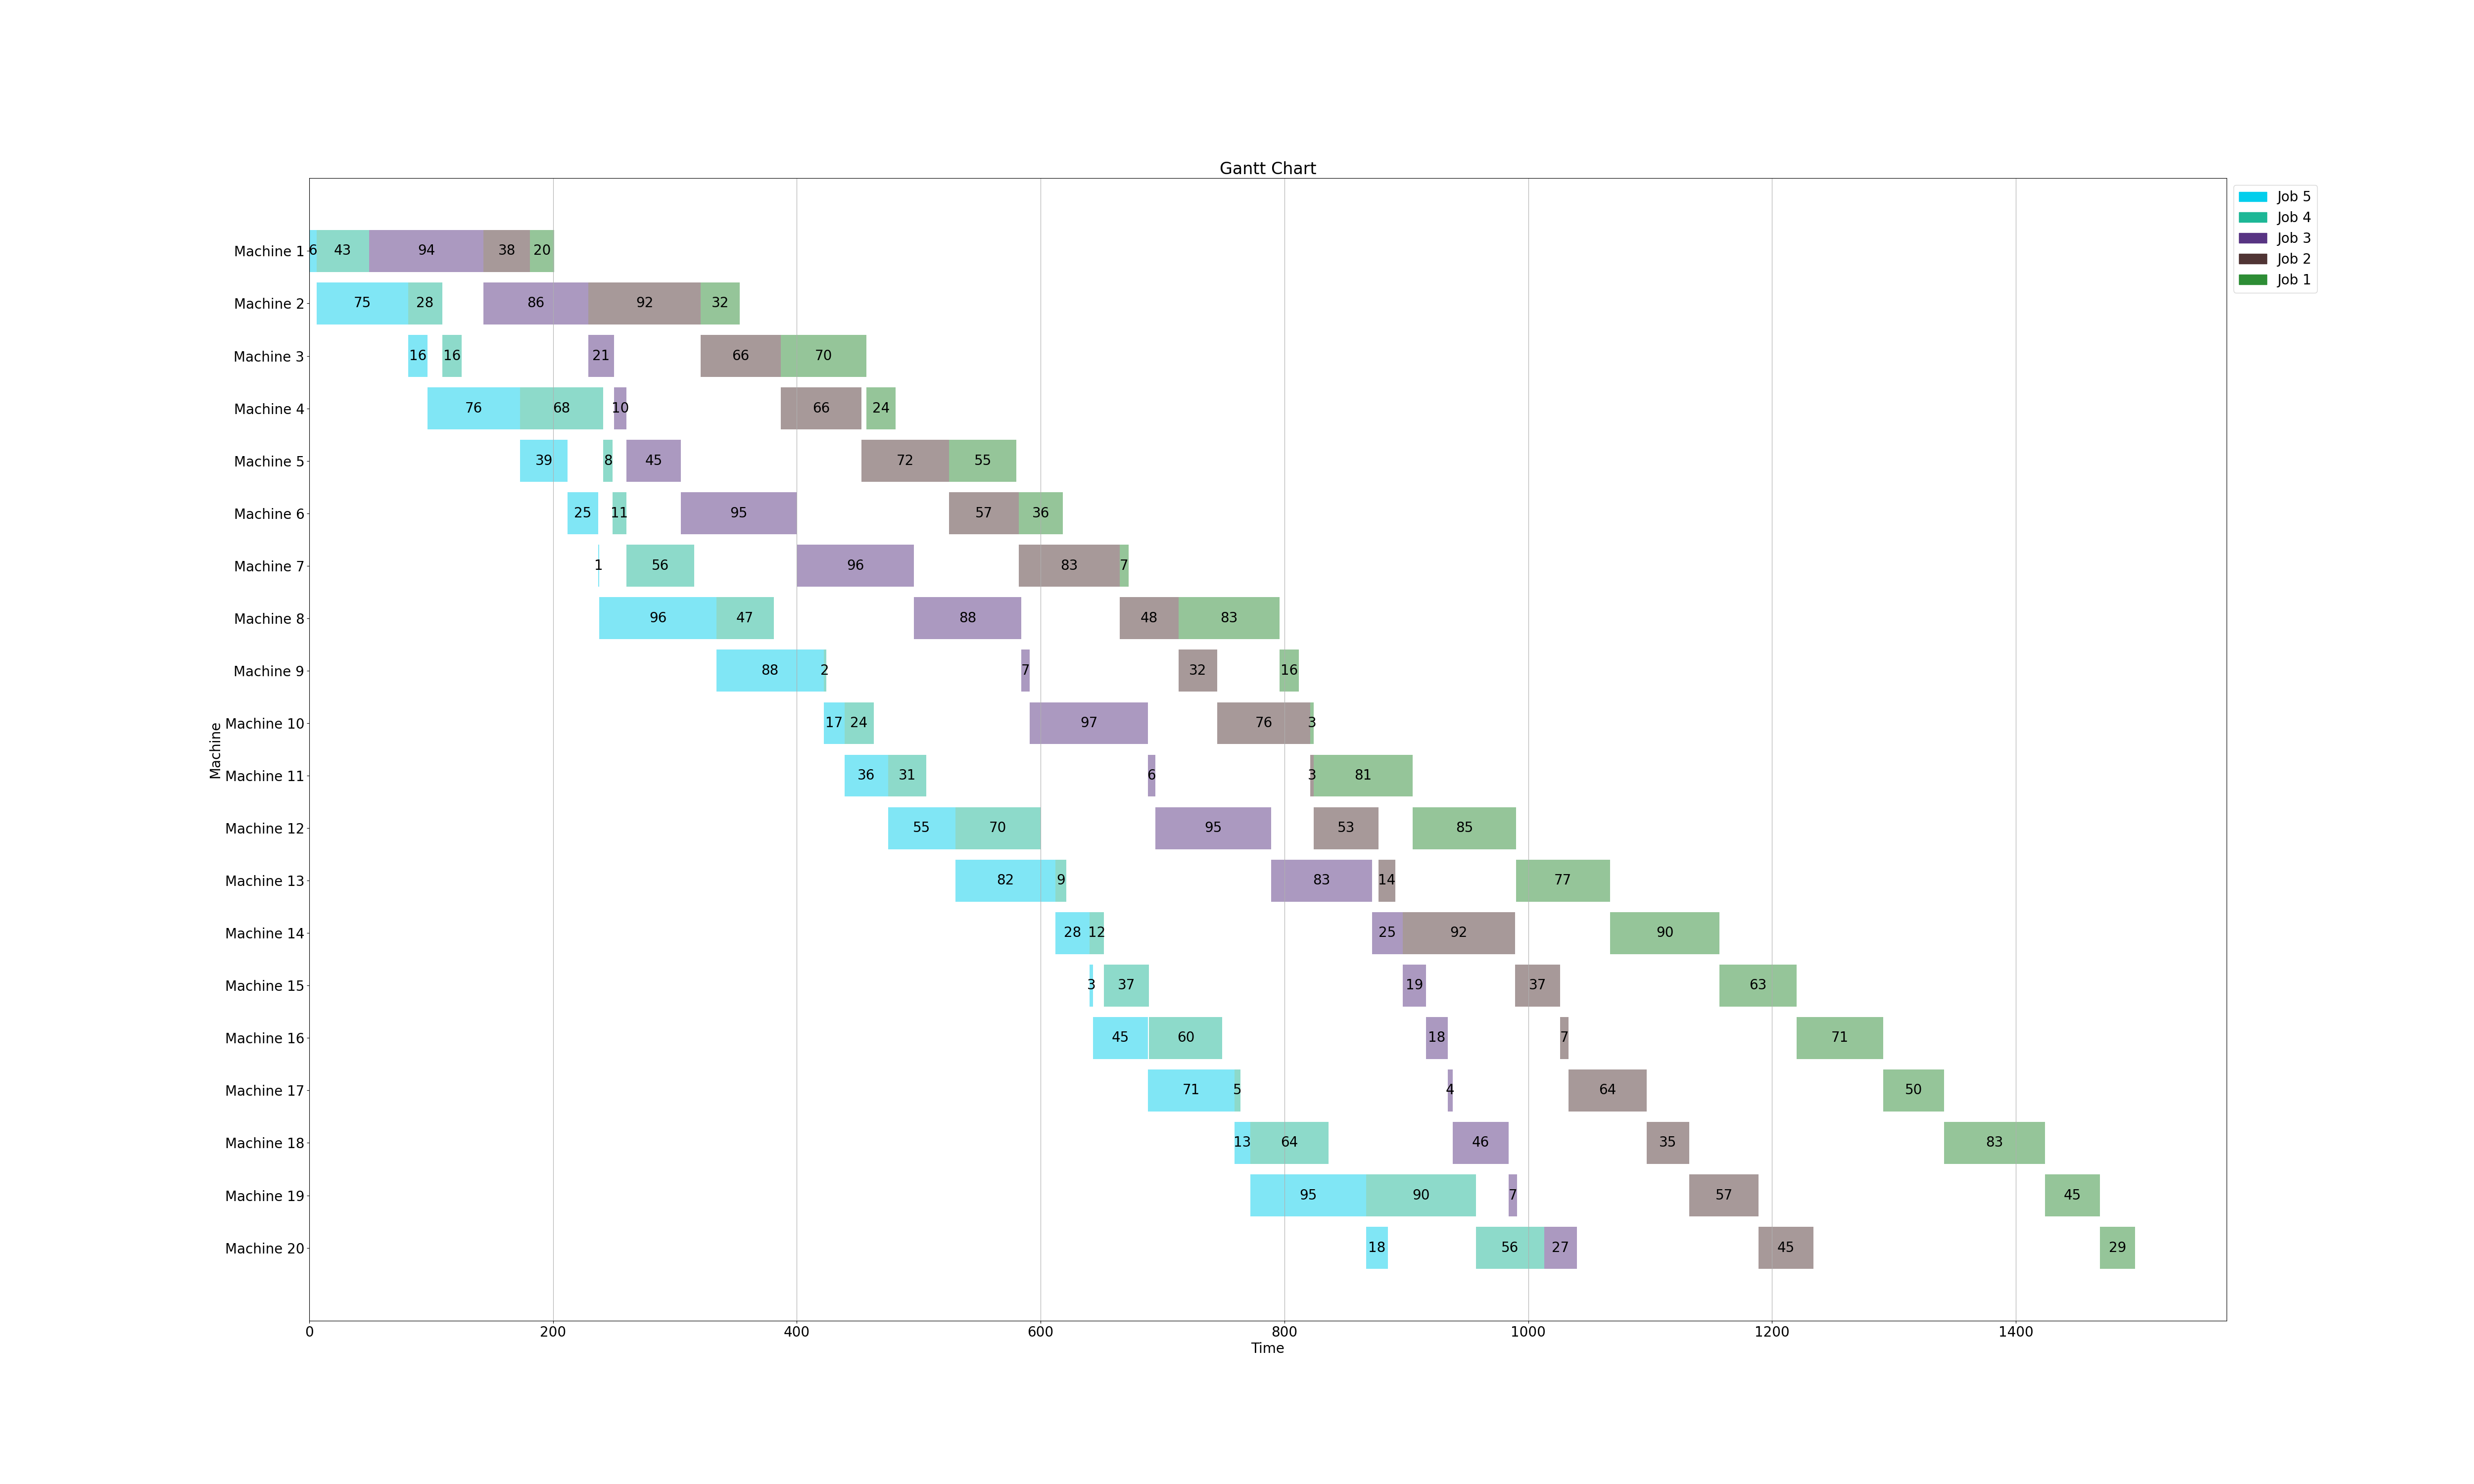 Gantt Chart
Job 5
Job 4
Job 3
Job 2
Job 1
Machine 1 6 43 94 38 20
Machine 2 75 28 86 92 32
Machine 3 16 16 21 66 70
Machine 4 76 68 10 66 24
Machine 5 39 8 45 72 55
Machine 6 25 11 95 57 36
Machine 7 1 56 96 83 7
Machine 8 96 47 88 48 83
Machine 9 88 2 7 32 16
Machine 10 17 24 97 76 3
Machine 11 36 31 6 3 81
Machine 12 55 70 95 53 85
Machine 13 82 9 83 14 77
Machine 14 28 12 25 92 90
Machine 15 3 37 19 37 63
Machine 16 45 60 18 7 71
Machine 17 71 5 4 64 50
Machine 18 13 64 46 35 83
Machine 19 95 90 7 57 45
Machine 20 18 56 27 45 29
Machine
0 200 400 600 800 1000 1200 1400
Time